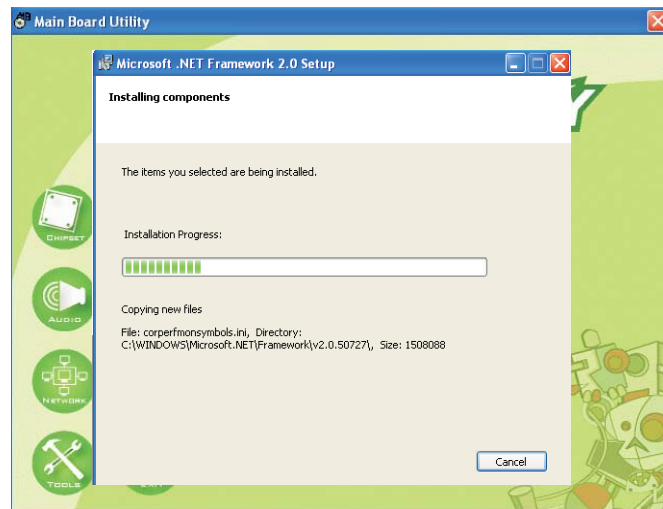 Main Board Utility
Microsoft .NET Framework 2.0 Setup
Installing components
The items you selected are being installed.
Installation Progress:
Copying new files
File: corperfmonsymbols.ini, Directory:
C:\WINDOWS\Microsoft.NET\Framework\v2.0.50727\, Size: 1508088
Cancel
CHIPSET
AUDIO
NETWORK
TOOLS